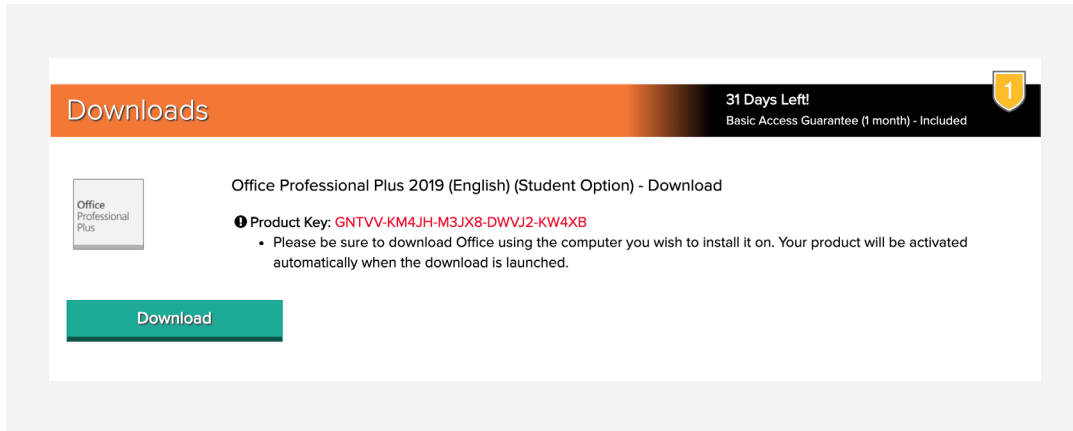 Downloads
31 Days Left!
1
Basic Access Guarantee (1 month) - Included
Office
Professional
Plus
Office Professional Plus 2019 (English) (Student Option) - Download
Product Key: GNTVV-KM4JH-M3JX8-DWVJ2-KW4XB
• Please be sure to download Office using the computer you wish to install it on. Your product will be activated
automatically when the download is launched.
Download